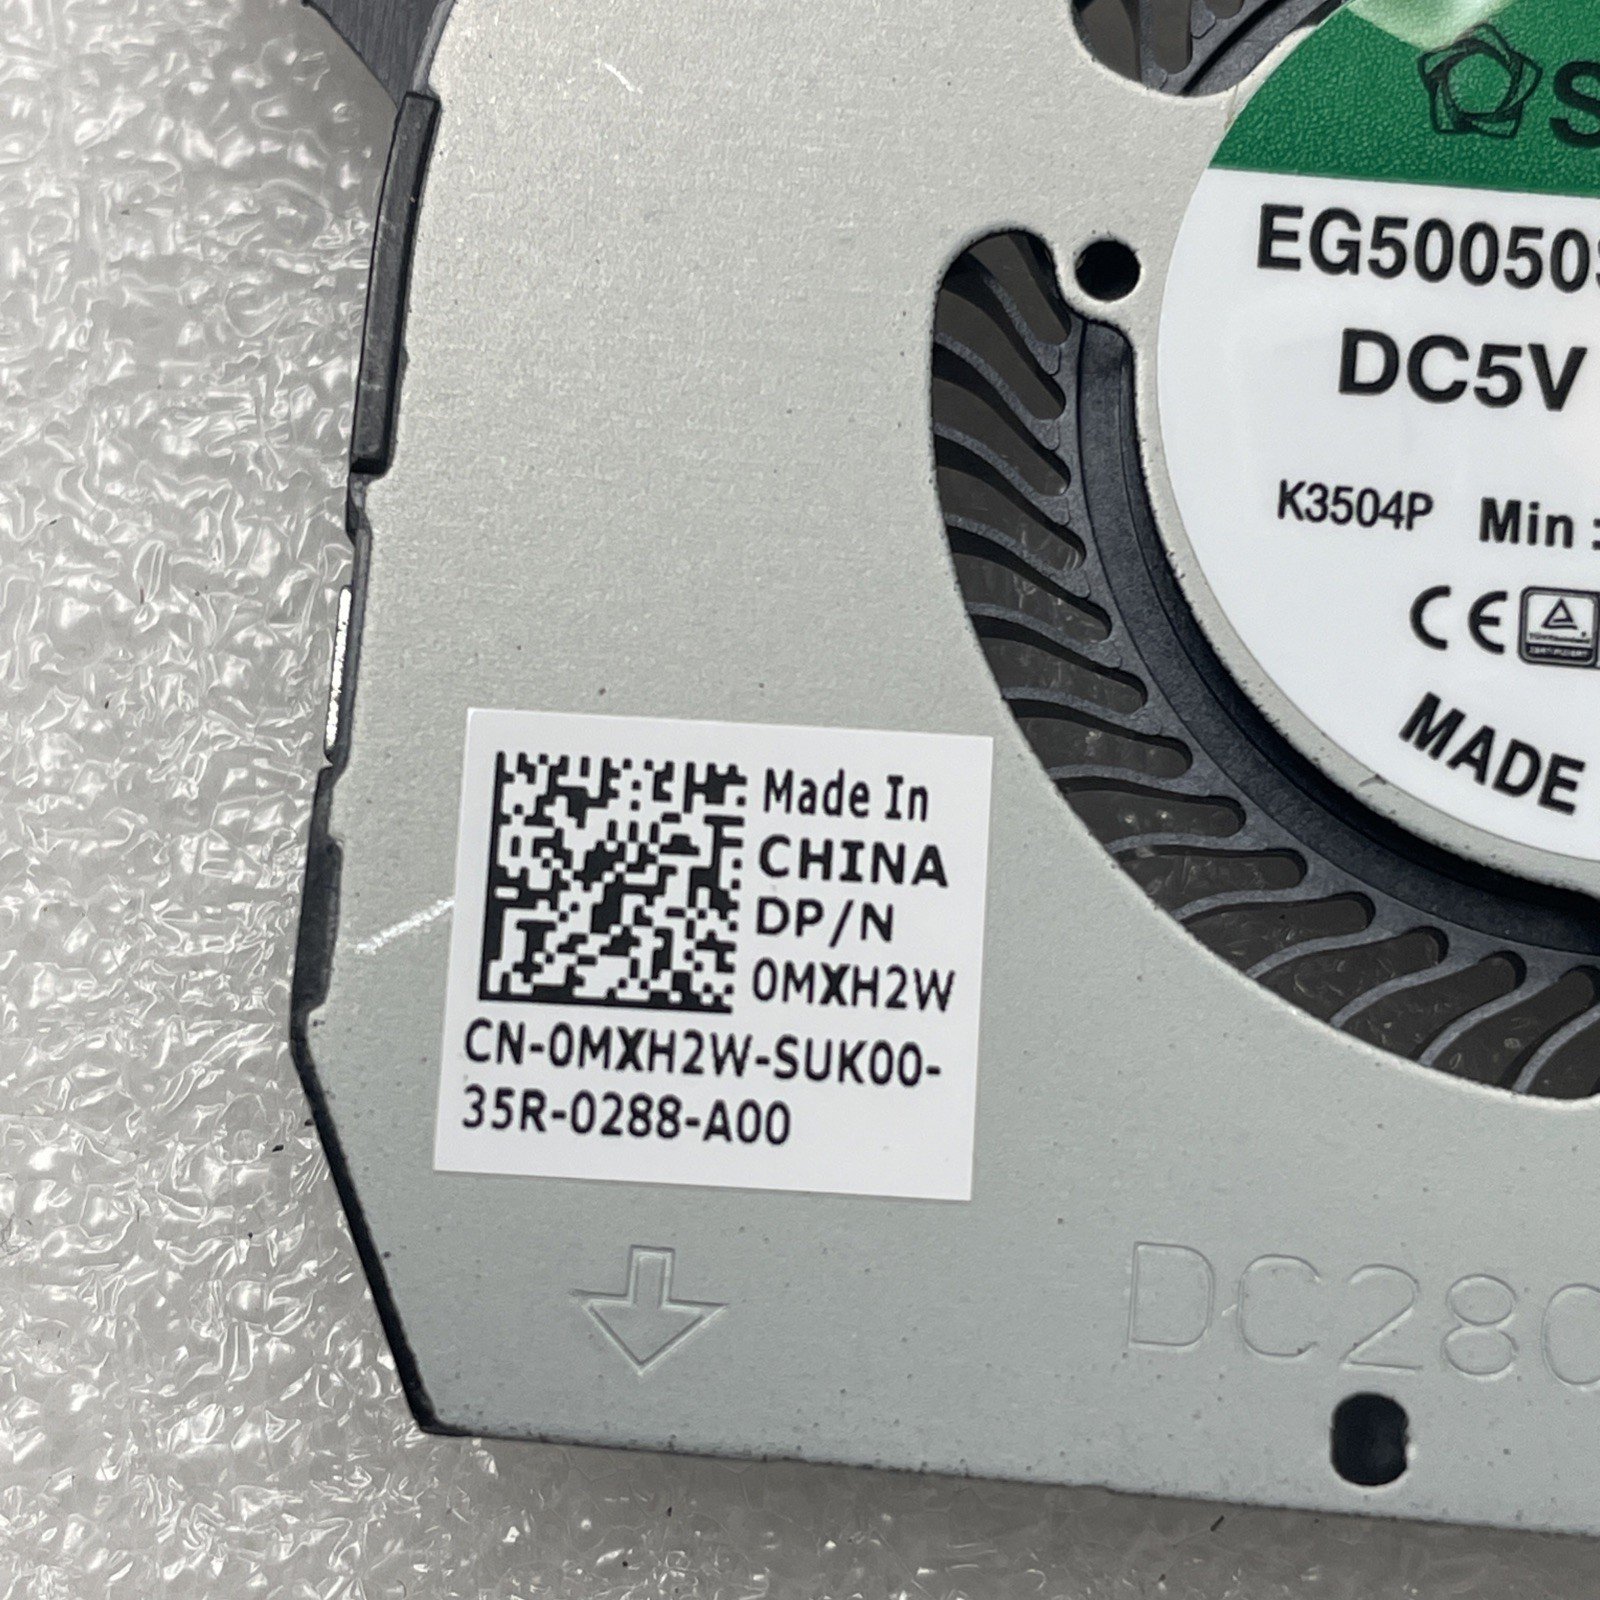 EG50050S
DC5V
K3504P Min :
CE
MADE
Made In
CHINA
DP/N
0MXH2W
CN-0MXH2W-SUK00-
35R-0288-A00
DC280